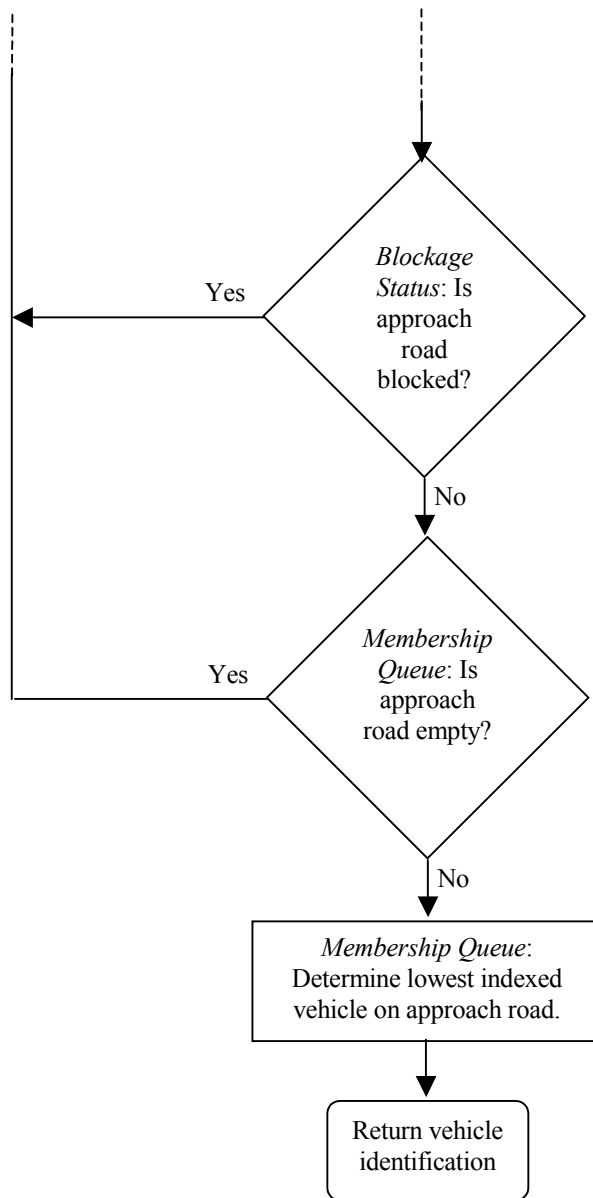 Blockage
Status: Is
approach
road
blocked?
Yes
No
Membership
Queue: Is
approach
road empty?
Yes
No
Membership Queue:
Determine lowest indexed
vehicle on approach road.
Return vehicle
identification